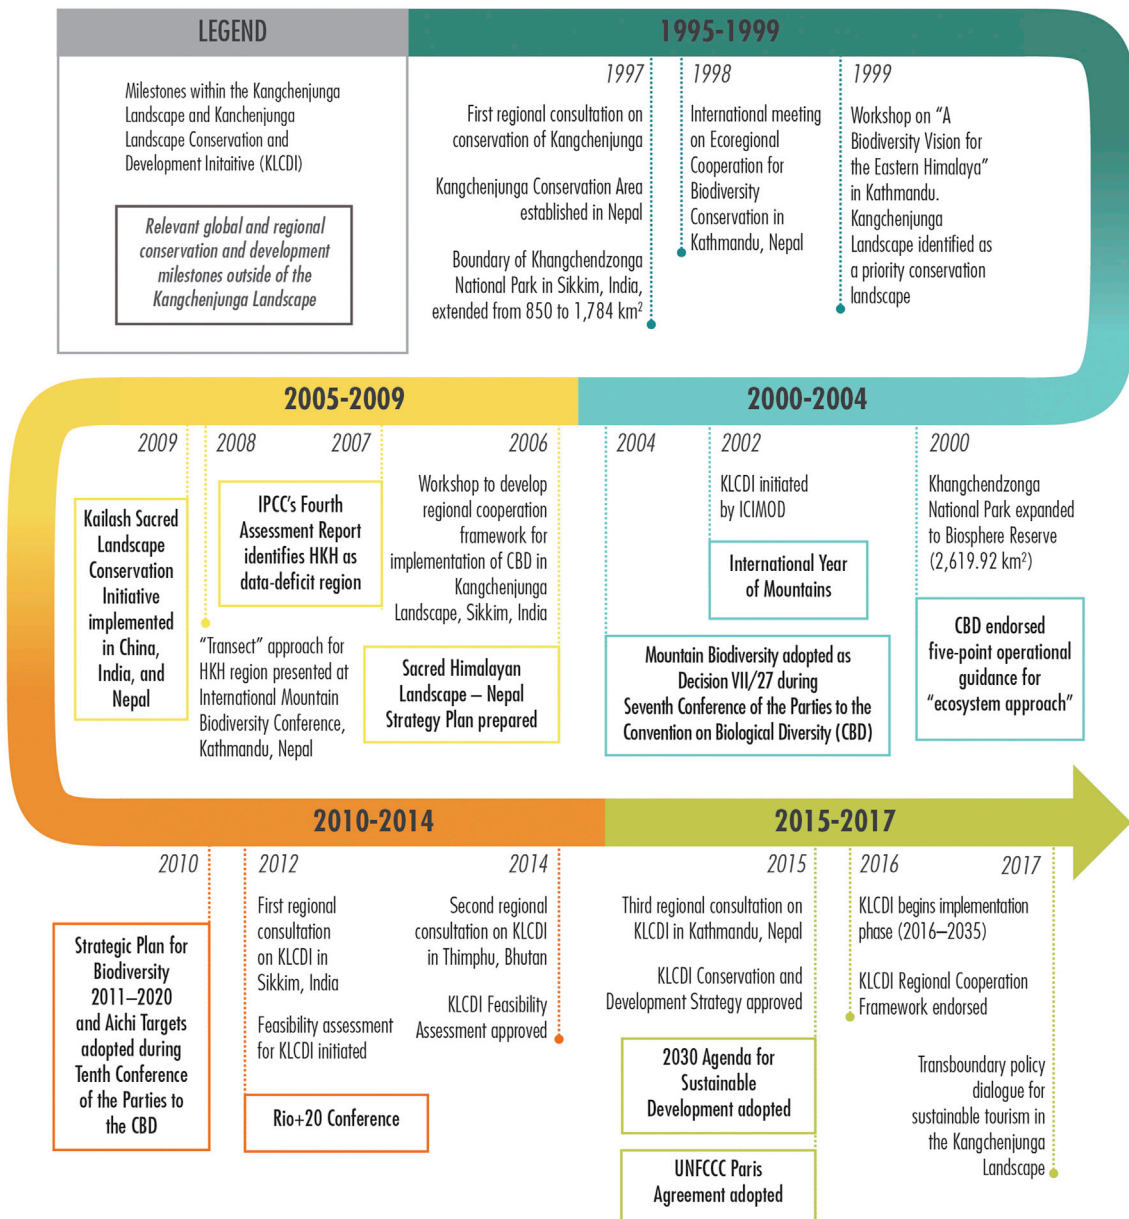 LEGEND
Milestones within the Kangchenjunga
Landscape and Kanchenjunga
Landscape Conservation and
Development Initaitive (KLCDI)
Relevant global and regional
conservation and development
milestones outside of the
Kangchenjunga Landscape
1995-1999
1997
First regional consultation on
conservation of Kangchenjunga
Kangchenjunga Conservation Area
established in Nepal
Boundary of Khangchendzonga
National Park in Sikkim, India,
extended from 850 to 1,784 km²
1998
International meeting
on Ecoregional
Cooperation for
Biodiversity
Conservation in
Kathmandu, Nepal
1999
Workshop on “A
Biodiversity Vision for
the Eastern Himalaya”
in Kathmandu.
Kangchenjunga
Landscape identified as
a priority conservation
landscape
2000-2004
2000
Khangchendzonga
National Park expanded
to Biosphere Reserve
(2,619.92 km²)
CBD endorsed
five-point operational
guidance for
“ecosystem approach”
2002
KLCDI initiated
by ICIMOD
International Year
of Mountains
2004
Mountain Biodiversity adopted as
Decision VII/27 during
Seventh Conference of the Parties to the
Convention on Biological Diversity (CBD)
2005-2009
2006
Workshop to develop
regional cooperation
framework for
implementation of CBD in
Kangchenjunga
Landscape, Sikkim, India
Sacred Himalayan
Landscape – Nepal
Strategy Plan prepared
2007
IPCC’s Fourth
Assessment Report
identifies HKH as
data-deficit region
2008
“Transect” approach for
HKH region presented at
International Mountain
Biodiversity Conference,
Kathmandu, Nepal
2009
Kailash Sacred
Landscape
Conservation
Initiative
implemented
in China,
India, and
Nepal
2010-2014
2010
Strategic Plan for
Biodiversity
2011–2020
and Aichi Targets
adopted during
Tenth Conference
of the Parties to
the CBD
2012
First regional
consultation
on KLCDI in
Sikkim, India
Feasibility assessment
for KLCDI initiated
Rio+20 Conference
2014
Second regional
consultation on KLCDI
in Thimphu, Bhutan
KLCDI Feasibility
Assessment approved
2015-2017
2015
Third regional consultation on
KLCDI in Kathmandu, Nepal
KLCDI Conservation and
Development Strategy approved
2030 Agenda for
Sustainable
Development adopted
UNFCCC Paris
Agreement adopted
2016
KLCDI begins implementation
phase (2016–2035)
KLCDI Regional Cooperation
Framework endorsed
2017
Transboundary policy
dialogue for
sustainable tourism in
the Kangchenjunga
Landscape